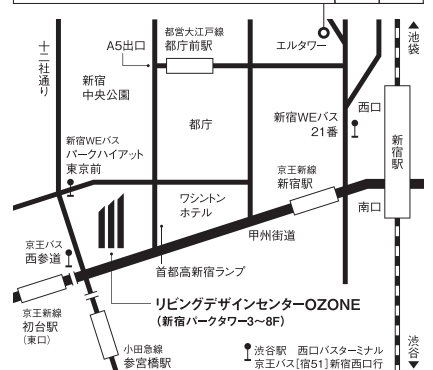 ▲池袋
十二社通り
A5出口
都営大江戸線
都庁前駅
エルタワー
新宿
中央公園
都庁
新宿WEバス
21番
西口
新宿駅
新宿WEバス
パークハイアット
東京前
京王新線
新宿駅
ワシントン
ホテル
南口
甲州街道
京王バス
西参道
首都高新宿ランプ
リビングデザインセンターOZONE
(新宿パークタワー3〜8F)
京王新線
初台駅
(東口)
小田急線
参宮橋駅
渋谷駅 西口バスターミナル
京王バス[宿51]新宿西口行
渋谷▼